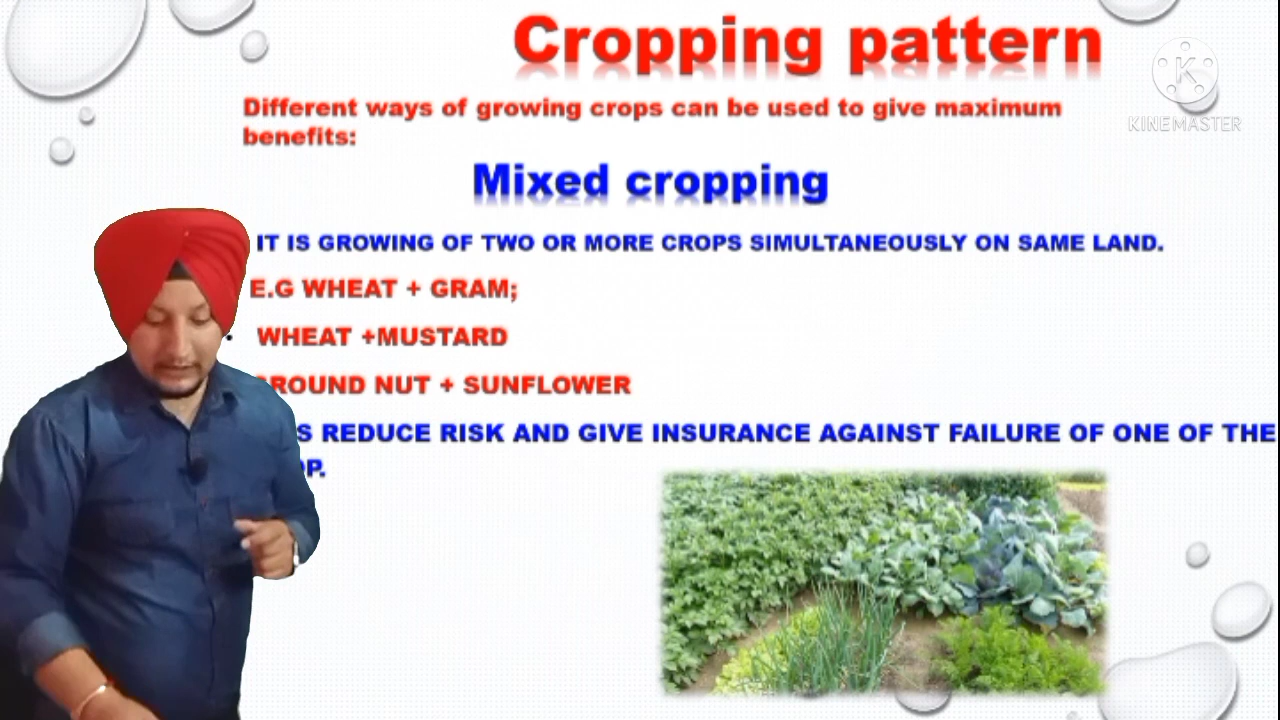 Cropping pattern
KINEMASTER
Different ways of growing crops can be used to give maximum
benefits:
Mixed cropping
IT IS GROWING OF TWO OR MORE CROPS SIMULTANEOUSLY ON SAME LAND.
E.G WHEAT + GRAM;
• WHEAT +MUSTARD
ROUND NUT + SUNFLOWER
S REDUCE RISK AND GIVE INSURANCE AGAINST FAILURE OF ONE OF THE
OP.